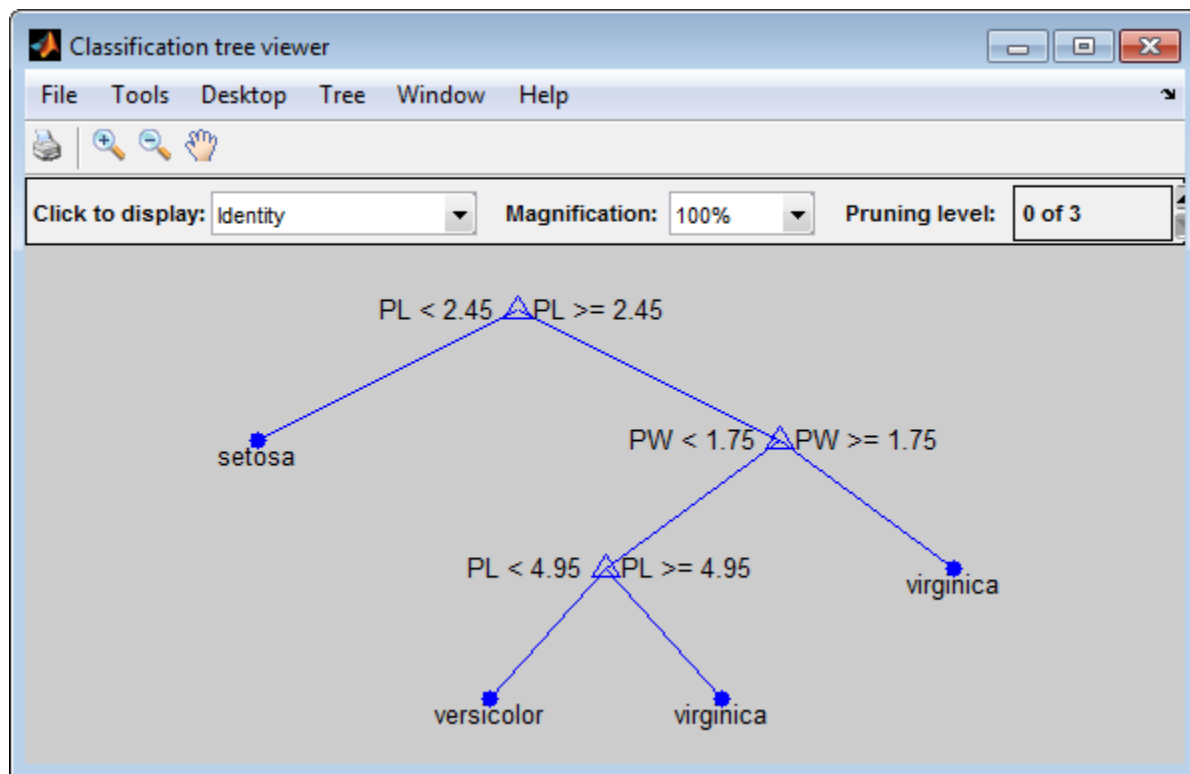 Classification tree viewer
File Tools Desktop Tree Window Help
Click to display: Identity Magnification: 100% Pruning level: 0 of 3
PL < 2.45 PL >= 2.45
setosa
PW < 1.75 PW >= 1.75
PL < 4.95 PL >= 4.95
virginica
versicolor virginica